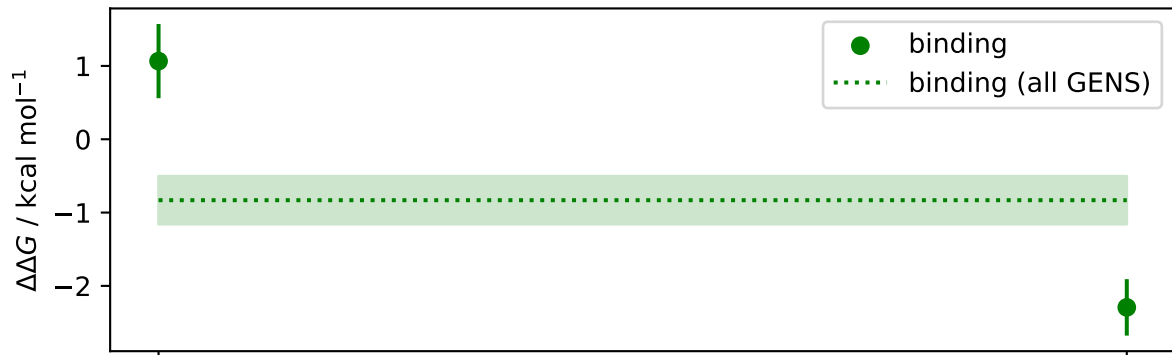 binding
binding (all GENS)
ΔΔG / kcal mol⁻¹
1
0
−1
−2